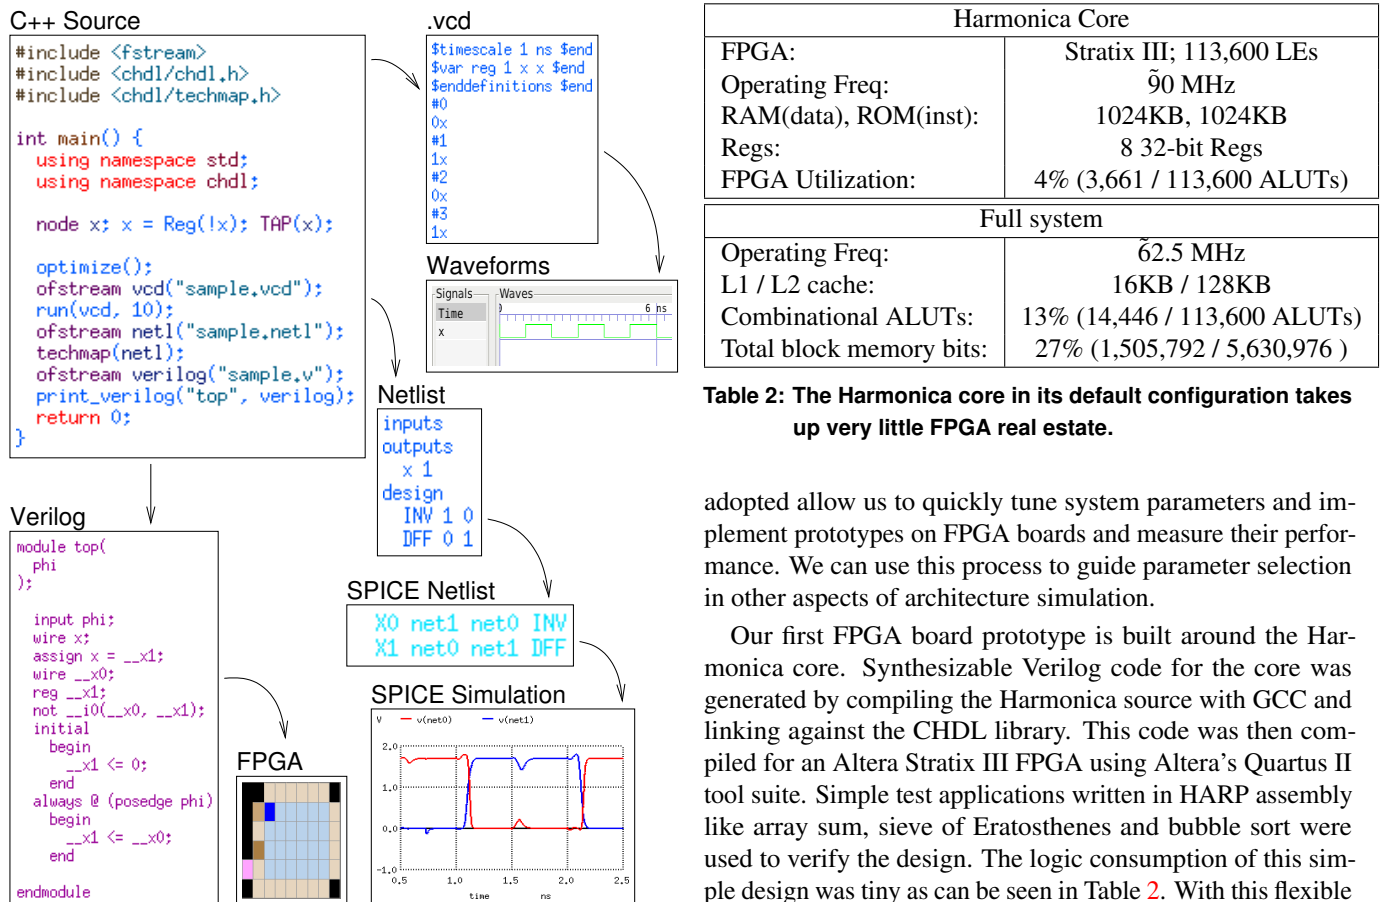 C++ Source
#include <fstream>
#include <chdl/chdl.h>
#include <chdl/techmap.h>
int main() {
using namespace std;
using namespace chdl;
node x; x = Reg(!x); TAP(x);
optimize();
ofstream vcd("sample.vcd");
run(vcd, 10);
ofstream netl("sample.netl");
techmap(netl);
ofstream verilog("sample.v");
print_verilog("top", verilog);
return 0;
}
.vcd
$timescale 1 ns $end
$var reg 1 x x $end
$enddefinitions $end
#0
0x
#1
1x
#2
0x
#3
1x
Waveforms
Signals
Waves
Time
x
0
6 ns
Netlist
inputs
outputs
x 1
design
INV 1 0
DFF 0 1
SPICE Netlist
X0 net1 net0 INV
X1 net0 net1 DFF
SPICE Simulation
V
v(net0)
v(net1)
2.0
1.0
0.0
-1.0
0.5
1.0
1.5
2.0
2.5
time
ns
Verilog
module top(
phi
);
input phi;
wire x;
assign x = __x1;
wire __x0;
reg __x1;
not __i0(__x0, __x1);
initial
begin
__x1 <= 0;
end
always @ (posedge phi)
begin
__x1 <= __x0;
end
endmodule
FPGA
Harmonica Core
FPGA: Stratix III; 113,600 LEs
Operating Freq: 9̃0 MHz
RAM(data), ROM(inst): 1024KB, 1024KB
Regs: 8 32-bit Regs
FPGA Utilization: 4% (3,661 / 113,600 ALUTs)
Full system
Operating Freq: 6̃2.5 MHz
L1 / L2 cache: 16KB / 128KB
Combinational ALUTs: 13% (14,446 / 113,600 ALUTs)
Total block memory bits: 27% (1,505,792 / 5,630,976 )
Table 2: The Harmonica core in its default configuration takes
up very little FPGA real estate.
adopted allow us to quickly tune system parameters and im-
plement prototypes on FPGA boards and measure their perfor-
mance. We can use this process to guide parameter selection
in other aspects of architecture simulation.
Our first FPGA board prototype is built around the Har-
monica core. Synthesizable Verilog code for the core was
generated by compiling the Harmonica source with GCC and
linking against the CHDL library. This code was then com-
piled for an Altera Stratix III FPGA using Altera's Quartus II
tool suite. Simple test applications written in HARP assembly
like array sum, sieve of Eratosthenes and bubble sort were
used to verify the design. The logic consumption of this sim-
ple design was tiny as can be seen in Table 2. With this flexible